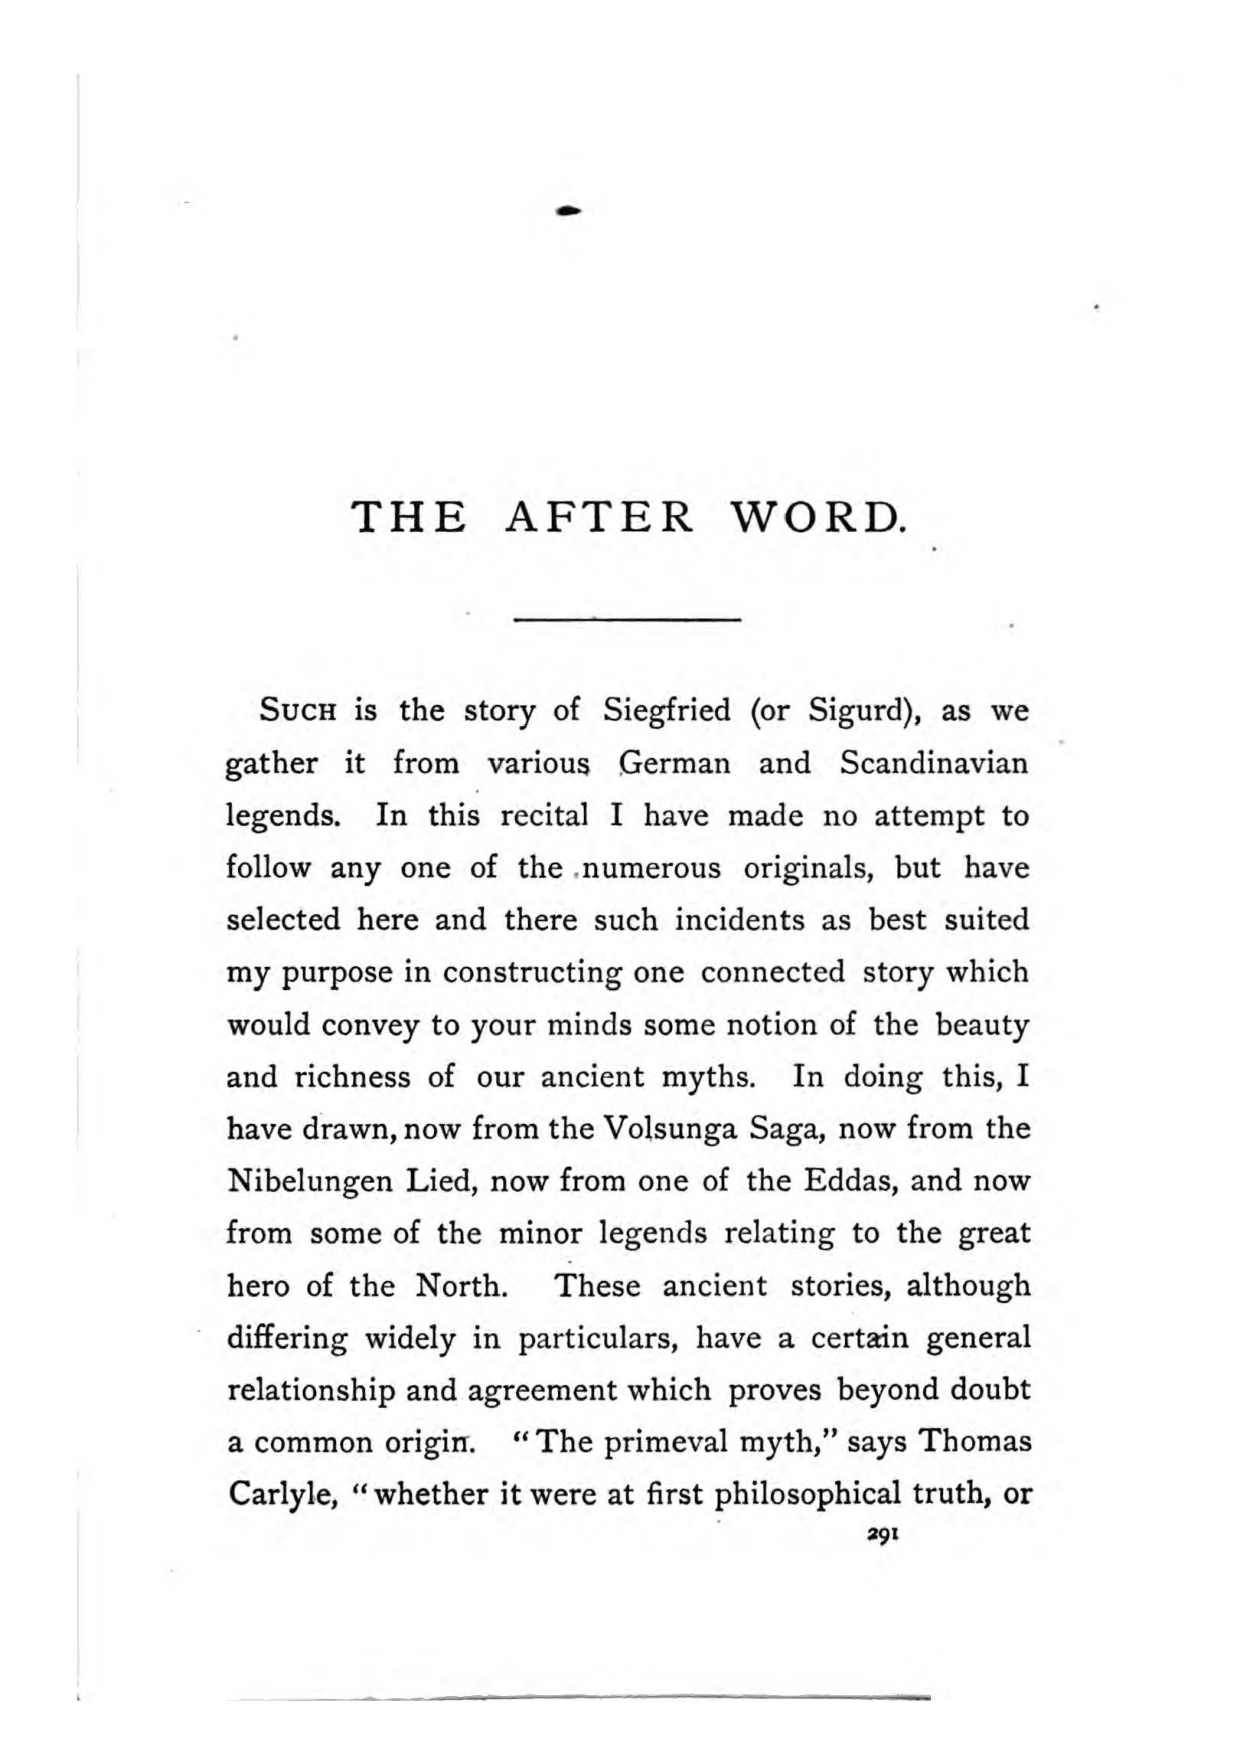 THE AFTER WORD.
SUCH is the story of Siegfried (or Sigurd), as we
gather it from various German and Scandinavian
legends. In this recital I have made no attempt to
follow any one of the numerous originals, but have
selected here and there such incidents as best suited
my purpose in constructing one connected story which
would convey to your minds some notion of the beauty
and richness of our ancient myths. In doing this, I
have drawn, now from the Volsunga Saga, now from the
Nibelungen Lied, now from one of the Eddas, and now
from some of the minor legends relating to the great
hero of the North. These ancient stories, although
differing widely in particulars, have a certain general
relationship and agreement which proves beyond doubt
a common origin. “The primeval myth,” says Thomas
Carlyle, “whether it were at first philosophical truth, or
291